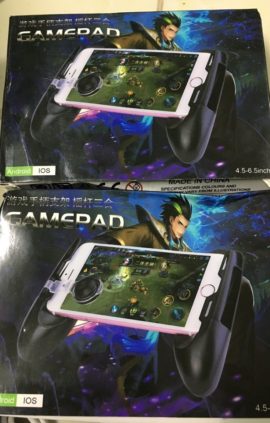 游戏手柄支架 摇杆三合
GAMEPAD
Android IOS
4.5-6.5inch
MADE IN CHINA
SPECIFICATIONS COLOURS AND
游戏手柄支架 摇杆三合
GAMEPAD
roid IOS
4.5-